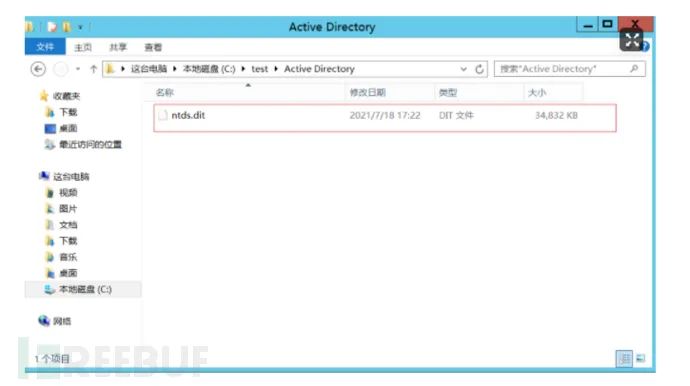 Active Directory
文件 主页 共享 查看
这台电脑 ▸ 本地磁盘 (C:) ▸ test ▸ Active Directory
搜索"Active Directory"
名称 修改日期 类型 大小
ntds.dit 2021/7/18 17:22 DIT 文件 34,832 KB
收藏夹
下载
桌面
最近访问的位置
这台电脑
视频
图片
文档
下载
音乐
桌面
本地磁盘 (C:)
网络
1 个项目
REEBUF